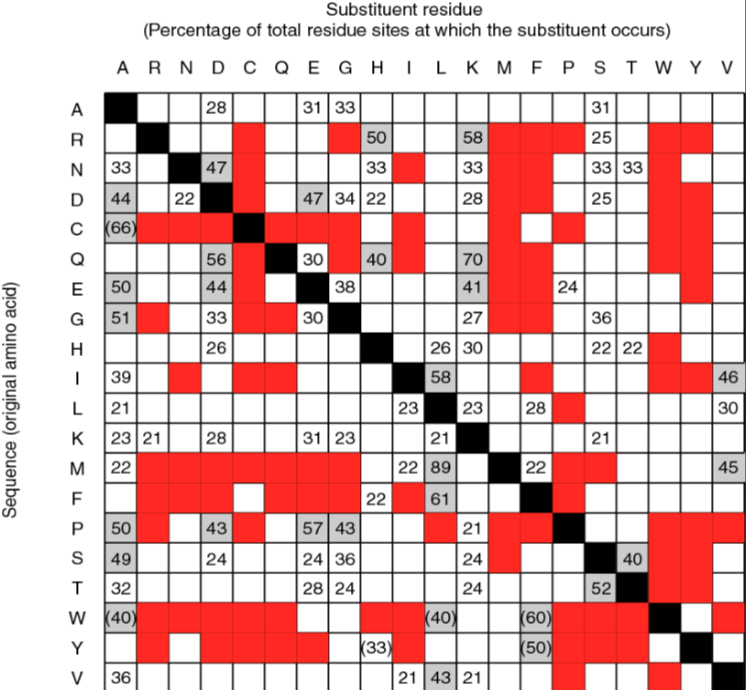 Substituent residue
(Percentage of total residue sites at which the substituent occurs)
A R N D C Q E G H I L K M F P S T W Y V
Sequence (original amino acid)
A 28 31 33 31
R 50 58 25
N 33 47 33 33 33 33
D 44 22 47 34 22 28 25
C (66)
Q 56 30 40 70
E 50 44 38 41 24
G 51 33 30 27 36
H 26 26 30 22 22
I 39 58 46
L 21 23 23 28 30
K 23 21 28 31 23 21 21
M 22 22 89 22 45
F 22 61
P 50 43 57 43 21
S 49 24 24 36 24 40
T 32 28 24 24 52
W (40) (40) (60)
Y (33) (50)
V 36 21 43 21